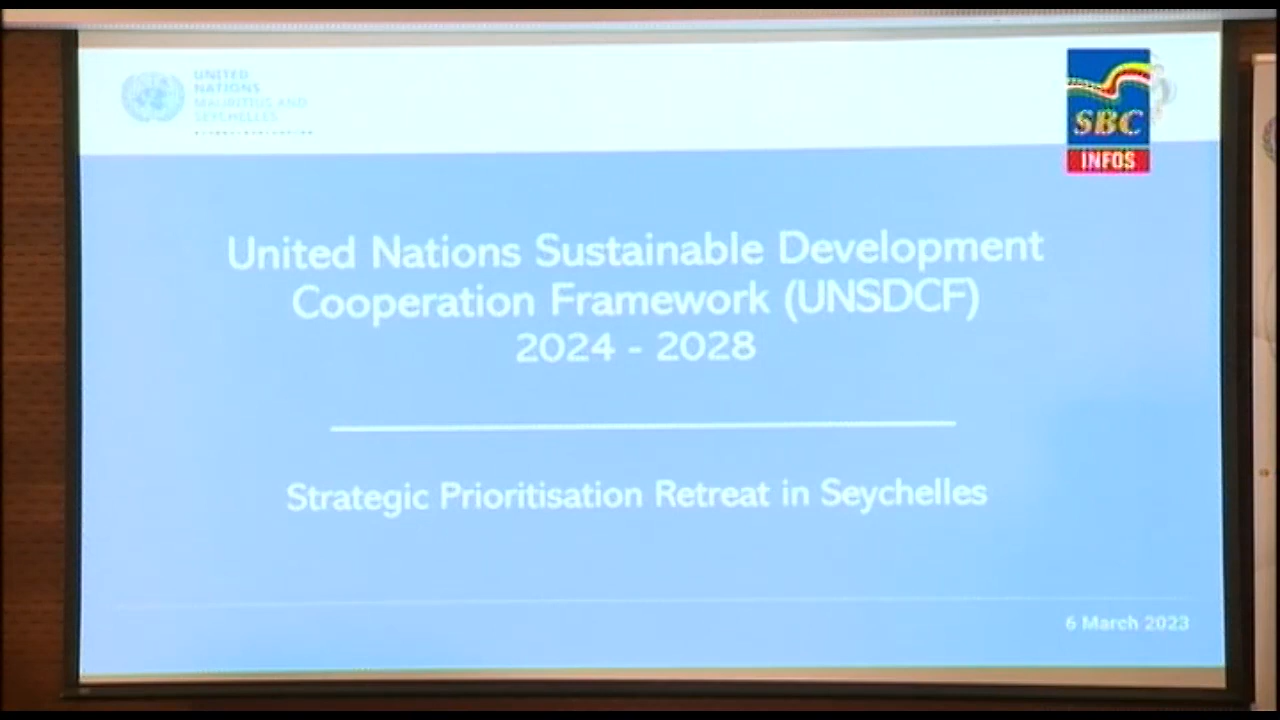 UNITED
NATIONS
MAURITIUS AND
SEYCHELLES
SBC
INFOS
United Nations Sustainable Development
Cooperation Framework (UNSDCF)
2024 - 2028
Strategic Prioritisation Retreat in Seychelles
6 March 2023